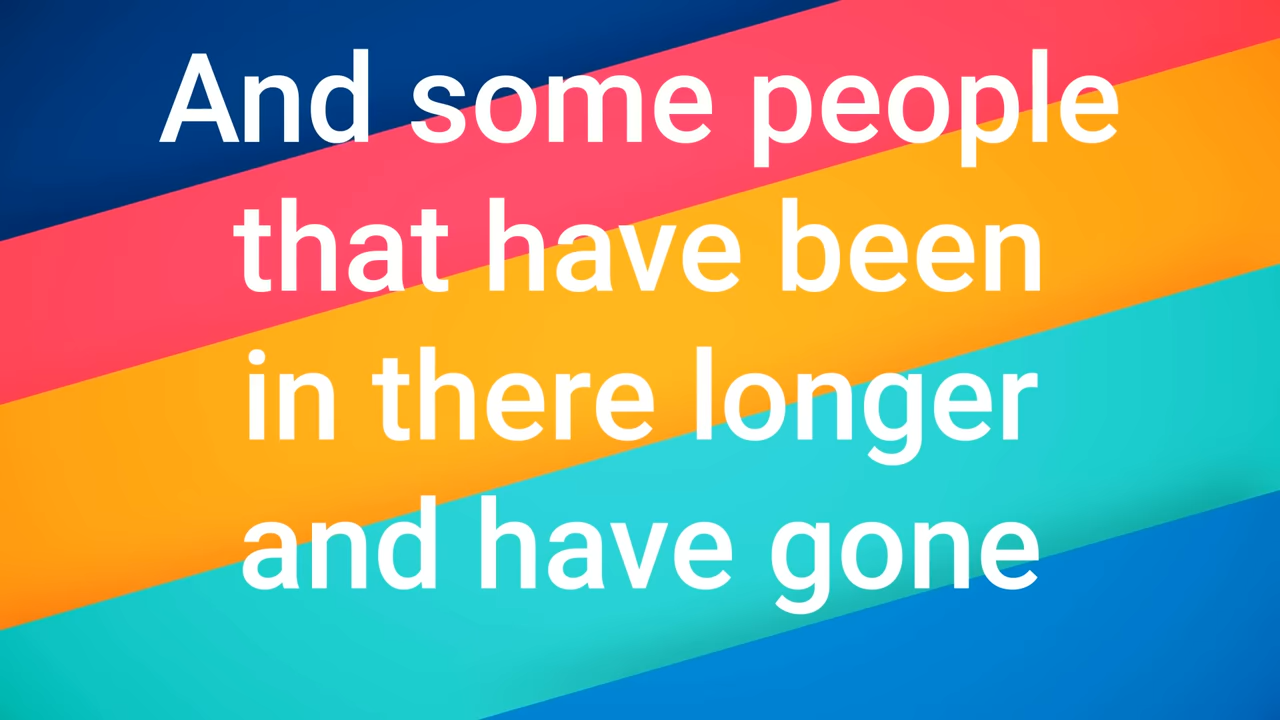 And some people
that have been
in there longer
and have gone